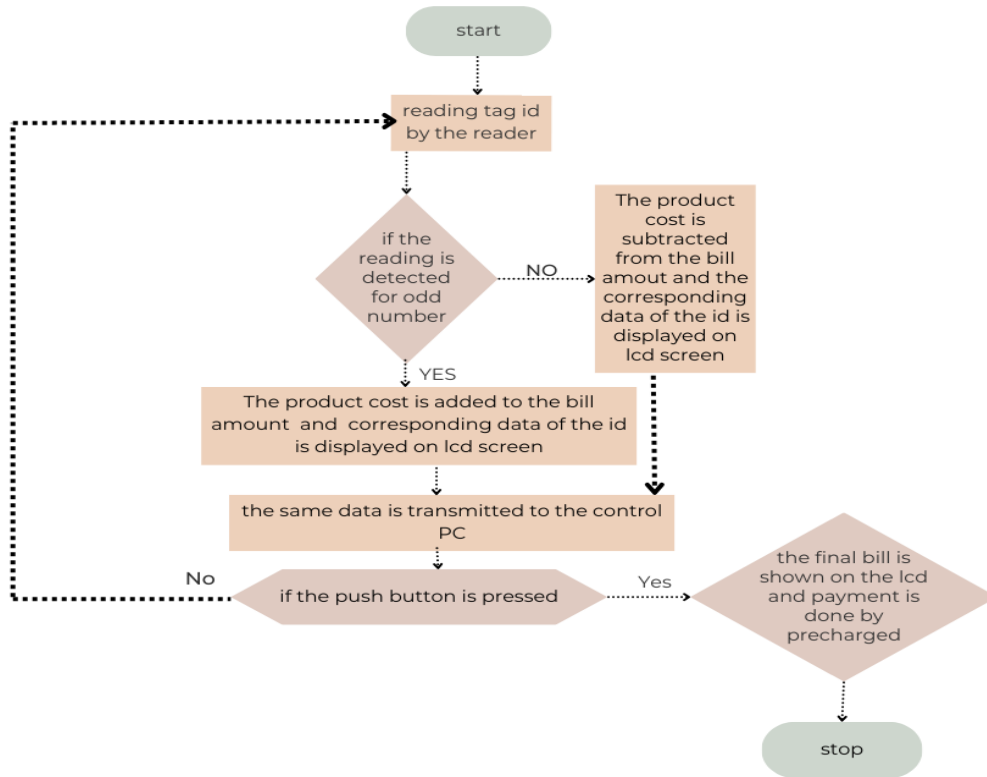 start
reading tag id
by the reader
if the
reading is
detected
for odd
number
NO
The product
cost is
subtracted
from the bill
amout and the
corresponding
data of the id is
displayed on
lcd screen
YES
The product cost is added to the bill
amount and corresponding data of the id
is displayed on lcd screen
the same data is transmitted to the control
PC
No
if the push button is pressed
Yes
the final bill is
shown on the lcd
and payment is
done by
precharged
stop